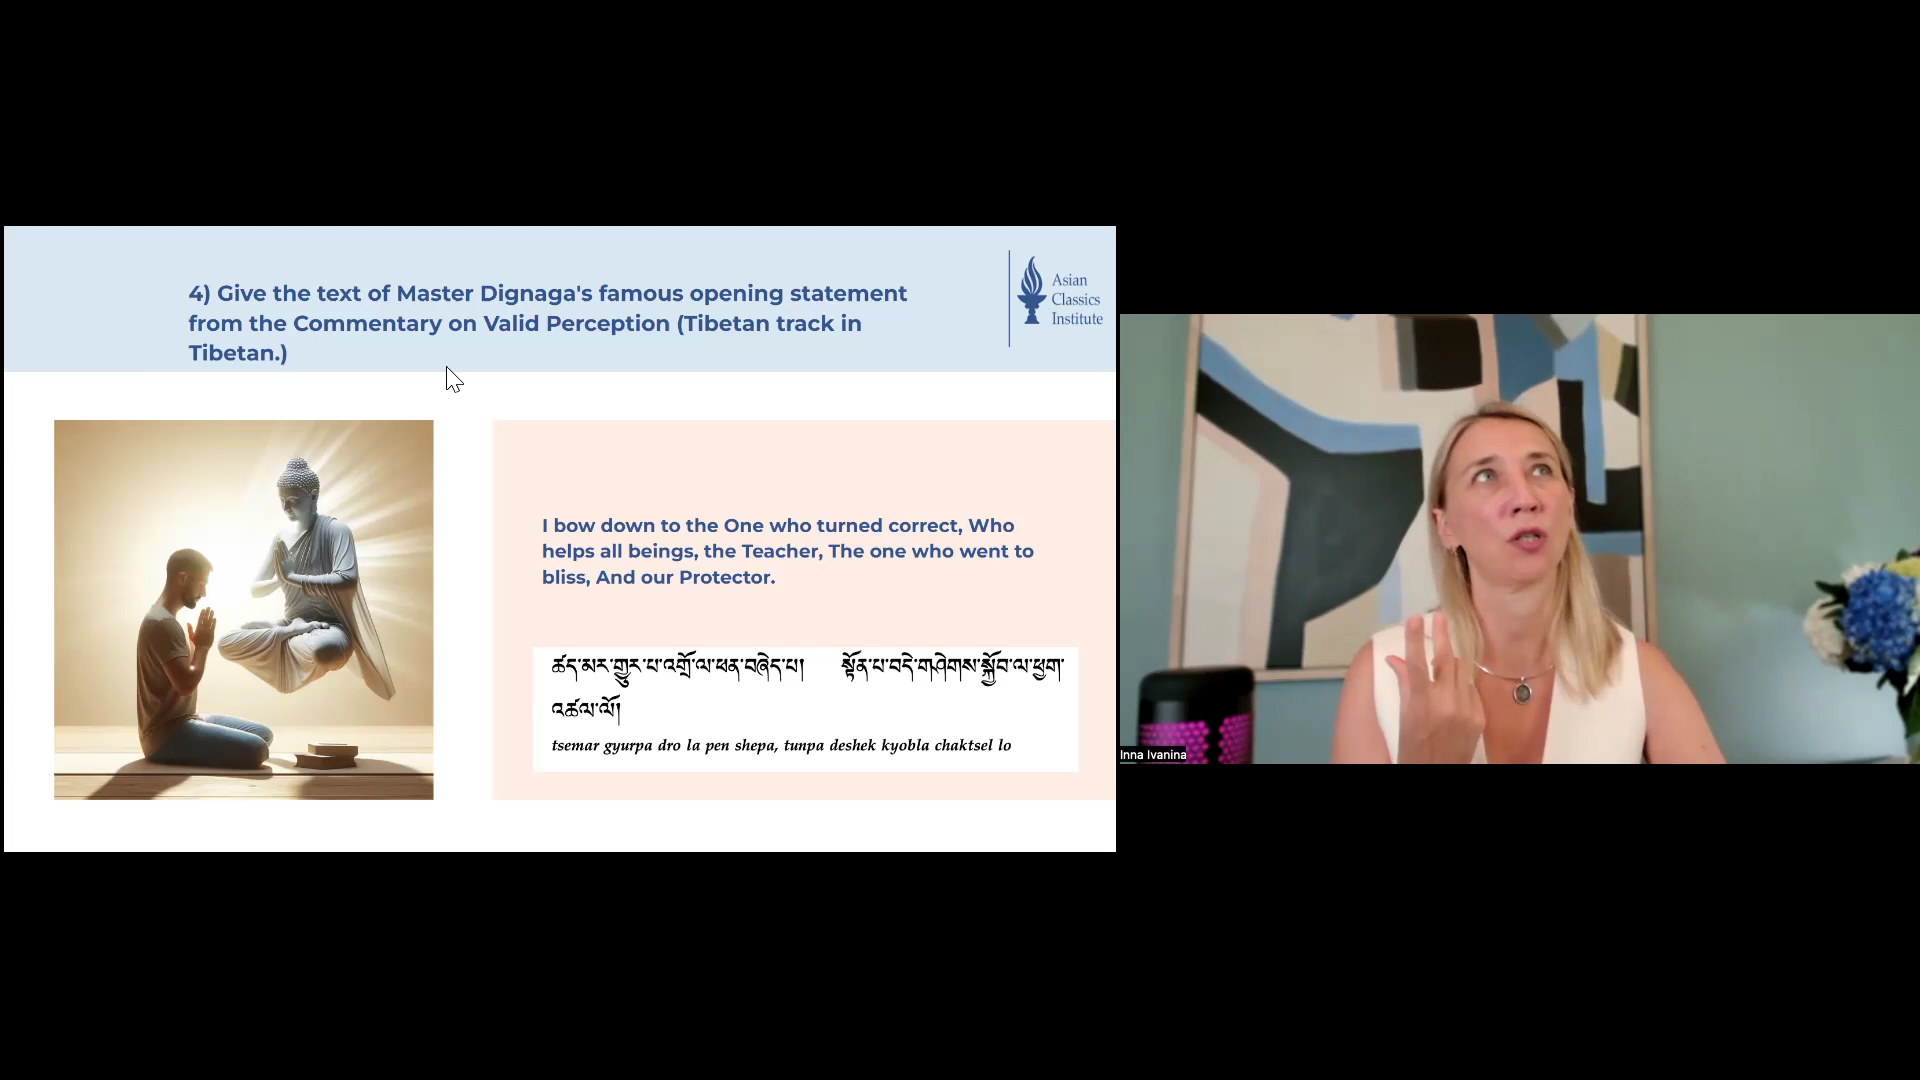 4) Give the text of Master Dignaga's famous opening statement
from the Commentary on Valid Perception (Tibetan track in
Tibetan.)
Asian
Classics
Institute
I bow down to the One who turned correct, Who
helps all beings, the Teacher, The one who went to
bliss, And our Protector.
ཚད་མར་གྱུར་པ་འགྲོ་ལ་ཕན་བཞེད་པ། སྟོན་པ་བདེ་གཤེགས་སྐྱོབ་ལ་ཕྱག་
འཚལ་ལོ།
tsemar gyurpa dro la pen shepa, tunpa deshek kyobla chaktsel lo
Inna Ivanina